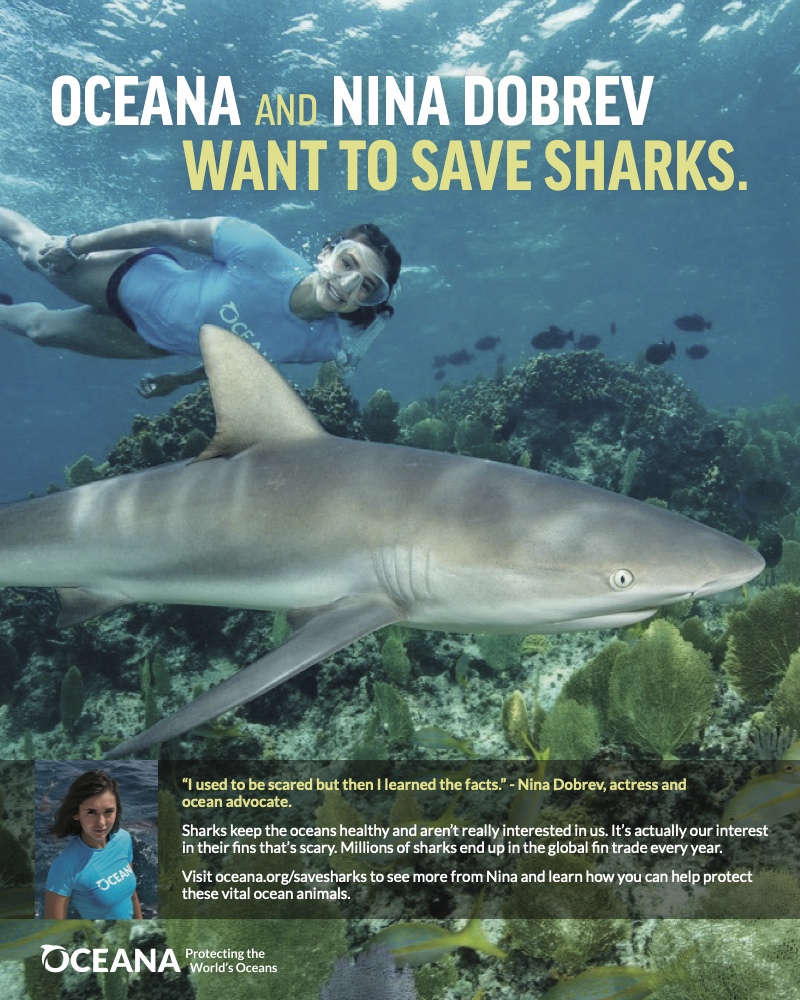 OCEANA AND NINA DOBREV
WANT TO SAVE SHARKS.
OCEA
“I used to be scared but then I learned the facts.” - Nina Dobrev, actress and
ocean advocate.
Sharks keep the oceans healthy and aren’t really interested in us. It’s actually our interest
in their fins that’s scary. Millions of sharks end up in the global fin trade every year.
OCEAN
Visit oceana.org/savesharks to see more from Nina and learn how you can help protect
these vital ocean animals.
OCEANA Protecting the
World’s Oceans